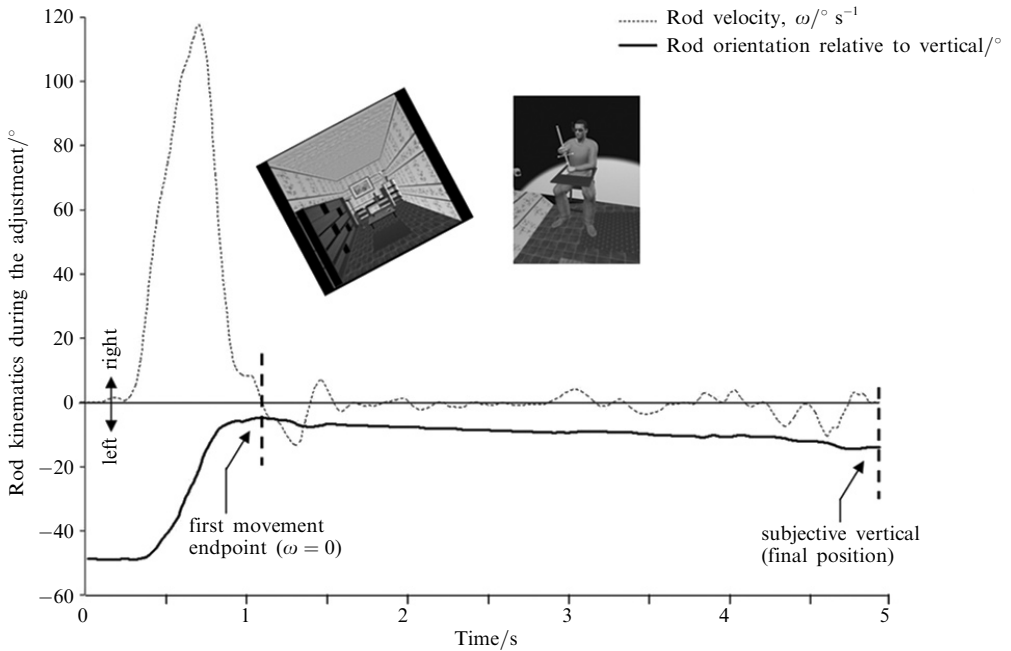 Rod velocity, ω/° s⁻¹
Rod orientation relative to vertical/°
Rod kinematics during the adjustment/°
120
100
80
60
40
20
0
−20
−40
−60
right
left
first movement
endpoint (ω = 0)
subjective vertical
(final position)
0
1
2
3
4
5
Time/s